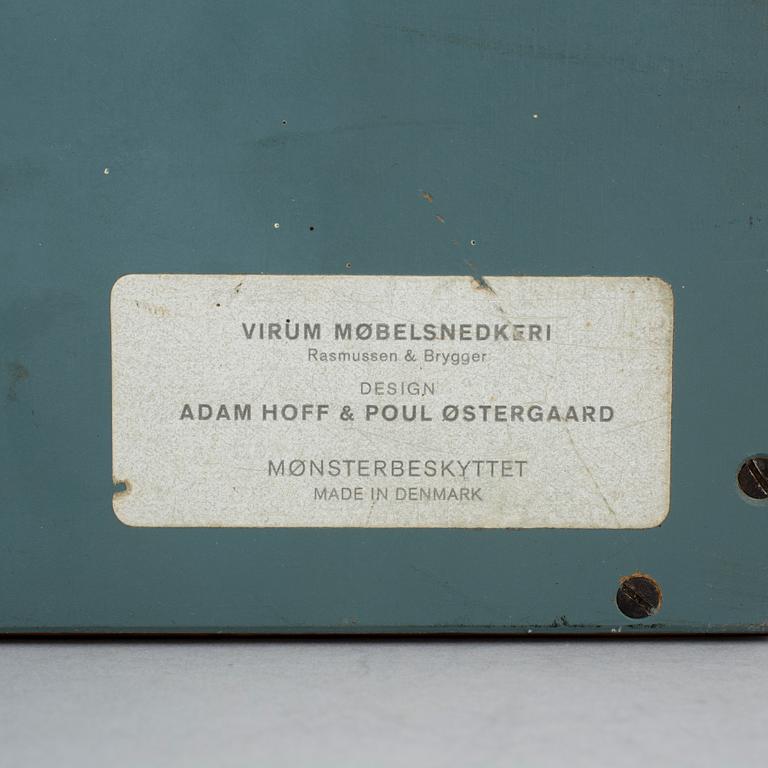 VIRUM MØBELSNEDKERI
Rasmussen & Brygger
DESIGN
ADAM HOFF & POUL ØSTERGAARD
MØNSTERBESKYTTET
MADE IN DENMARK